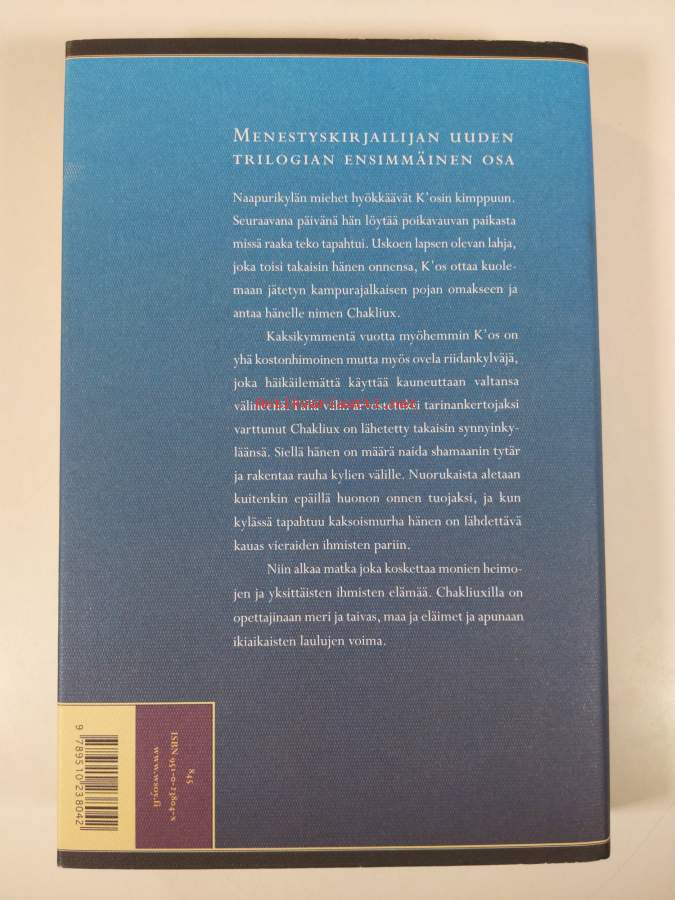 MENESTYSKIRJAILIJAN UUDEN
TRILOGIAN ENSIMMÄINEN OSA
Naapurikylän miehet hyökkäävät K'osin kimppuun.
Seuraavana päivänä hän löytää poikavauvan paikasta
missä raaka teko tapahtui. Uskoen lapsen olevan lahja,
joka toisi takaisin hänen onnensa, K'os ottaa kuole-
maan jätetyn kampurajalkaisen pojan omakseen ja
antaa hänelle nimen Chakliux.
Kaksikymmentä vuotta myöhemmin K'os on
yhä kostonhimoinen mutta myös ovela riidankylväjä,
joka häikäilemättä käyttää kauneuttaan valtansa
välineenä. tarinankertojaksi
varttunut Chakliux on lähetetty takaisin synnyinky-
läänsä. Siellä hänen on määrä naida shamaanin tytär
ja rakentaa rauha kylien välille. Nuorukaista aletaan
kuitenkin epäillä huonon onnen tuojaksi, ja kun
kylässä tapahtuu kaksoismurha hänen on lähdettävä
kauas vieraiden ihmisten pariin.
Niin alkaa matka joka koskettaa monien heimo-
jen ja yksittäisten ihmisten elämää. Chakliuxilla on
opettajinaan meri ja taivas, maa ja eläimet ja apunaan
ikiaikaisten laulujen voima.
845
ISBN 951-0-23804-x
www.wsoy.fi
9 789510 238042